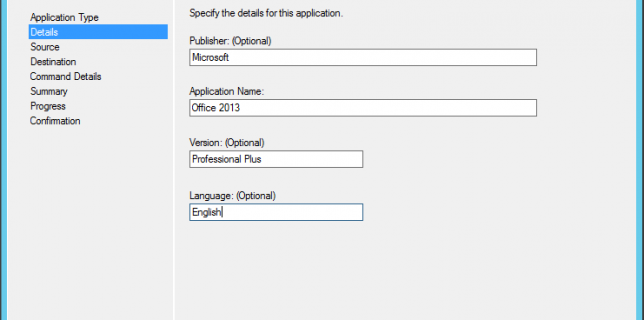 Application Type
Details
Source
Destination
Command Details
Summary
Progress
Confirmation
Specify the details for this application.
Publisher: (Optional)
Microsoft
Application Name:
Office 2013
Version: (Optional)
Professional Plus
Language: (Optional)
English